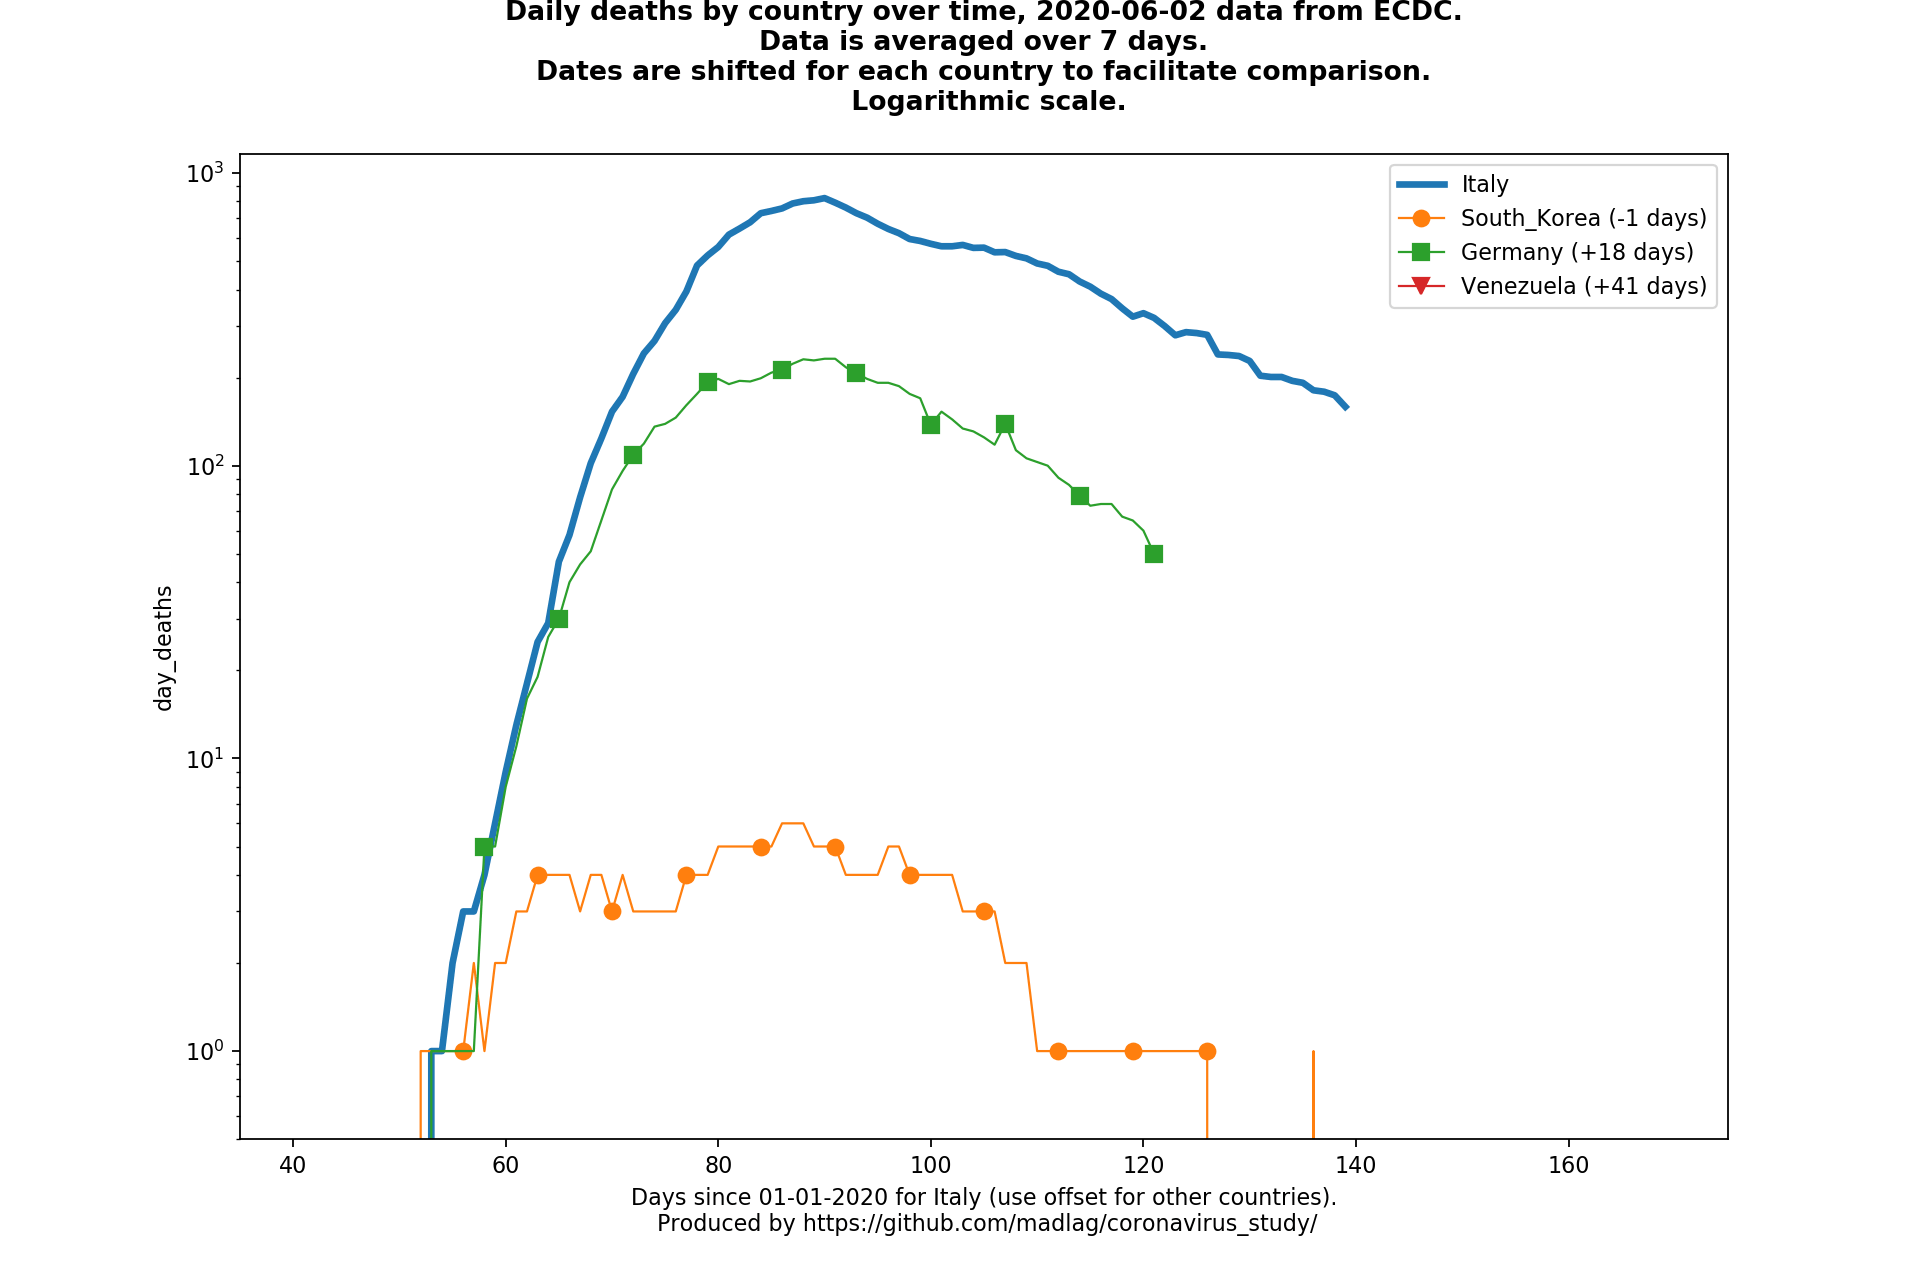 Daily deaths by country over time, 2020-06-02 data from ECDC.
Data is averaged over 7 days.
Dates are shifted for each country to facilitate comparison.
Logarithmic scale.
10³
10²
10¹
10⁰
day_deaths
Italy
South_Korea (-1 days)
Germany (+18 days)
Venezuela (+41 days)
40 60 80 100 120 140 160
Days since 01-01-2020 for Italy (use offset for other countries).
Produced by https://github.com/madlag/coronavirus_study/